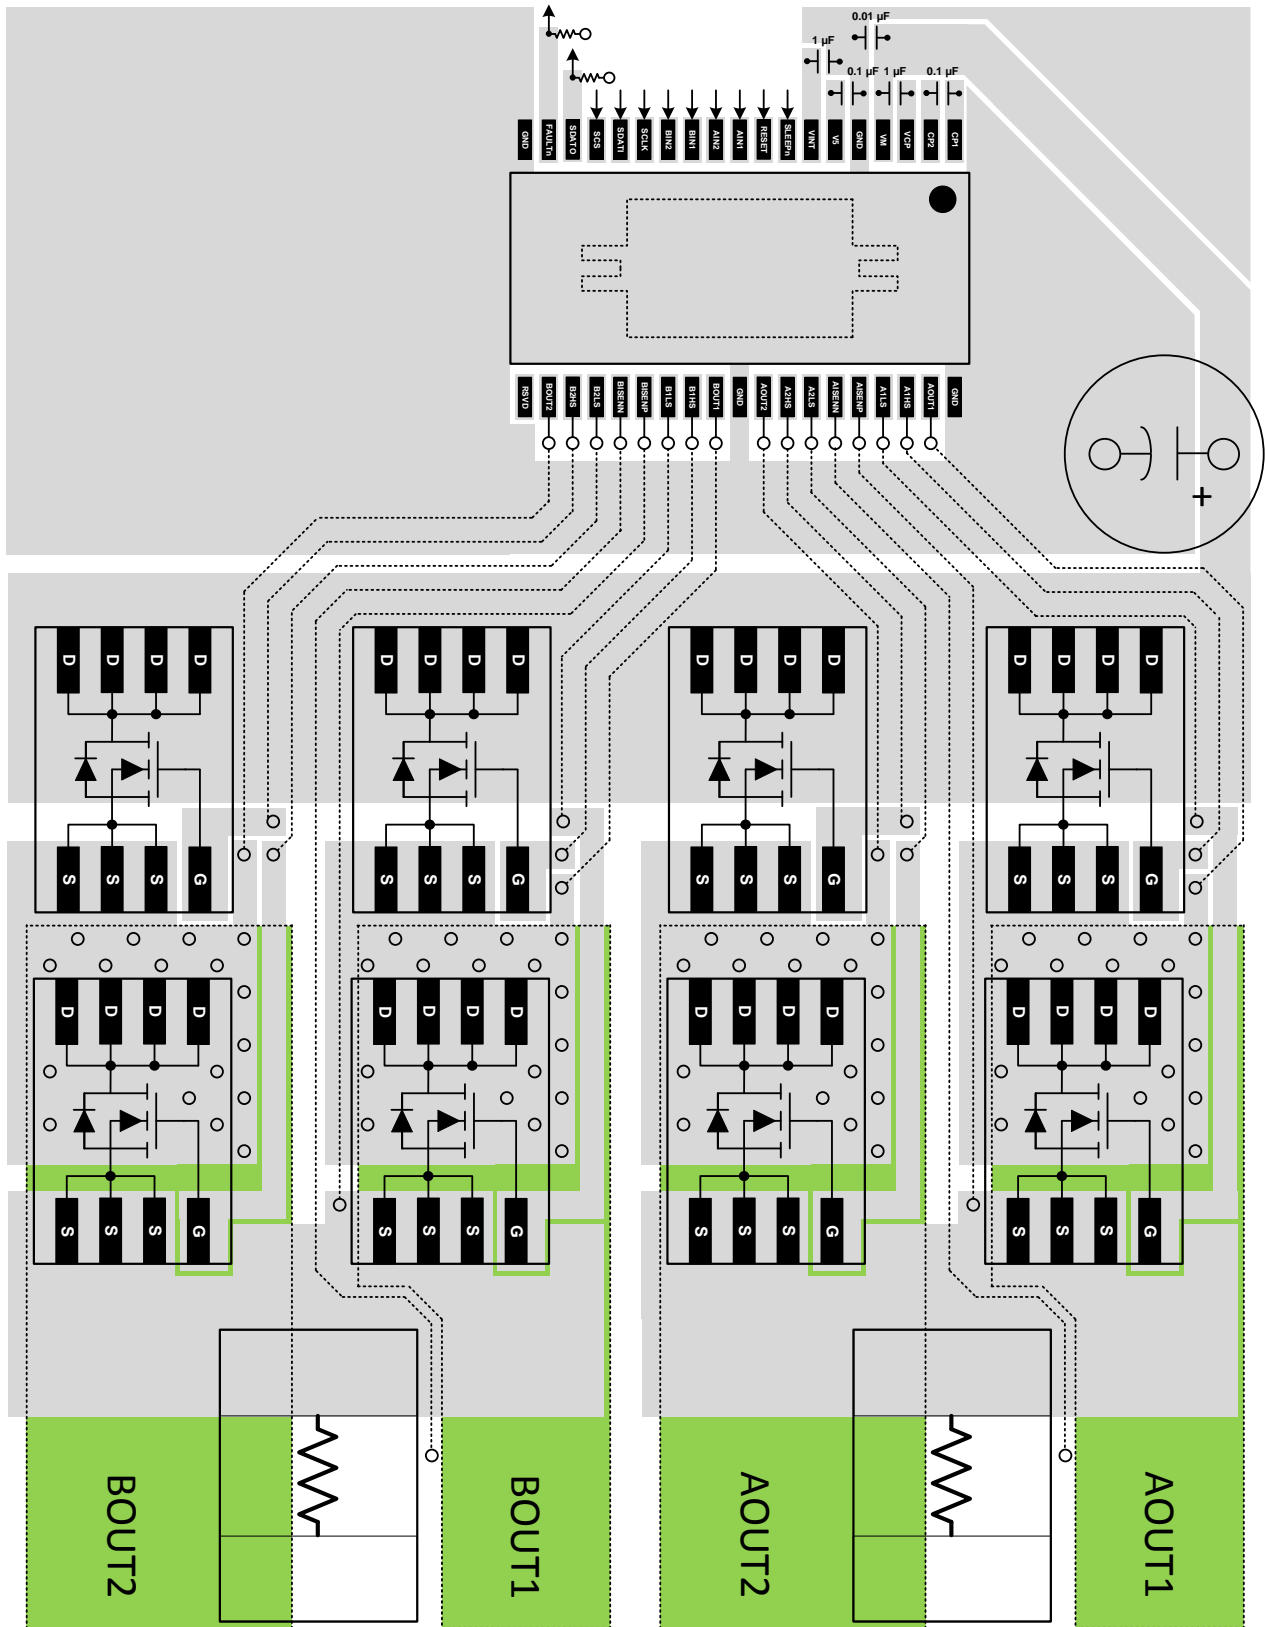 0.01 µF
1 µF
0.1 µF 1 µF 0.1 µF
GND FAULTn SDATO SCS SDATI SCLK BIN2 BIN1 AIN2 AIN1 RESET SLEEPn VINT V5 GND VM VCP CP2 CP1
RSVD BOUT2 B2HS B2LS BISENN BISENP B1LS B1HS BOUT1 GND AOUT2 A2HS A2LS AISENN AISENP A1LS A1HS AOUT1 GND
+
D D D D D D D D D D D D D D D D
S S S G S S S G S S S G S S S G
D D D D D D D D D D D D D D D D
S S S G S S S G S S S G S S S G
BOUT2 BOUT1 AOUT2 AOUT1